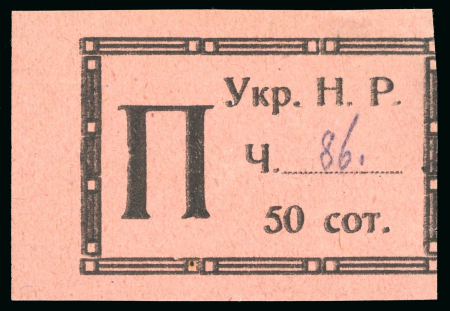 П
Укр. Н. Р.
Ч. 86.
50 сот.